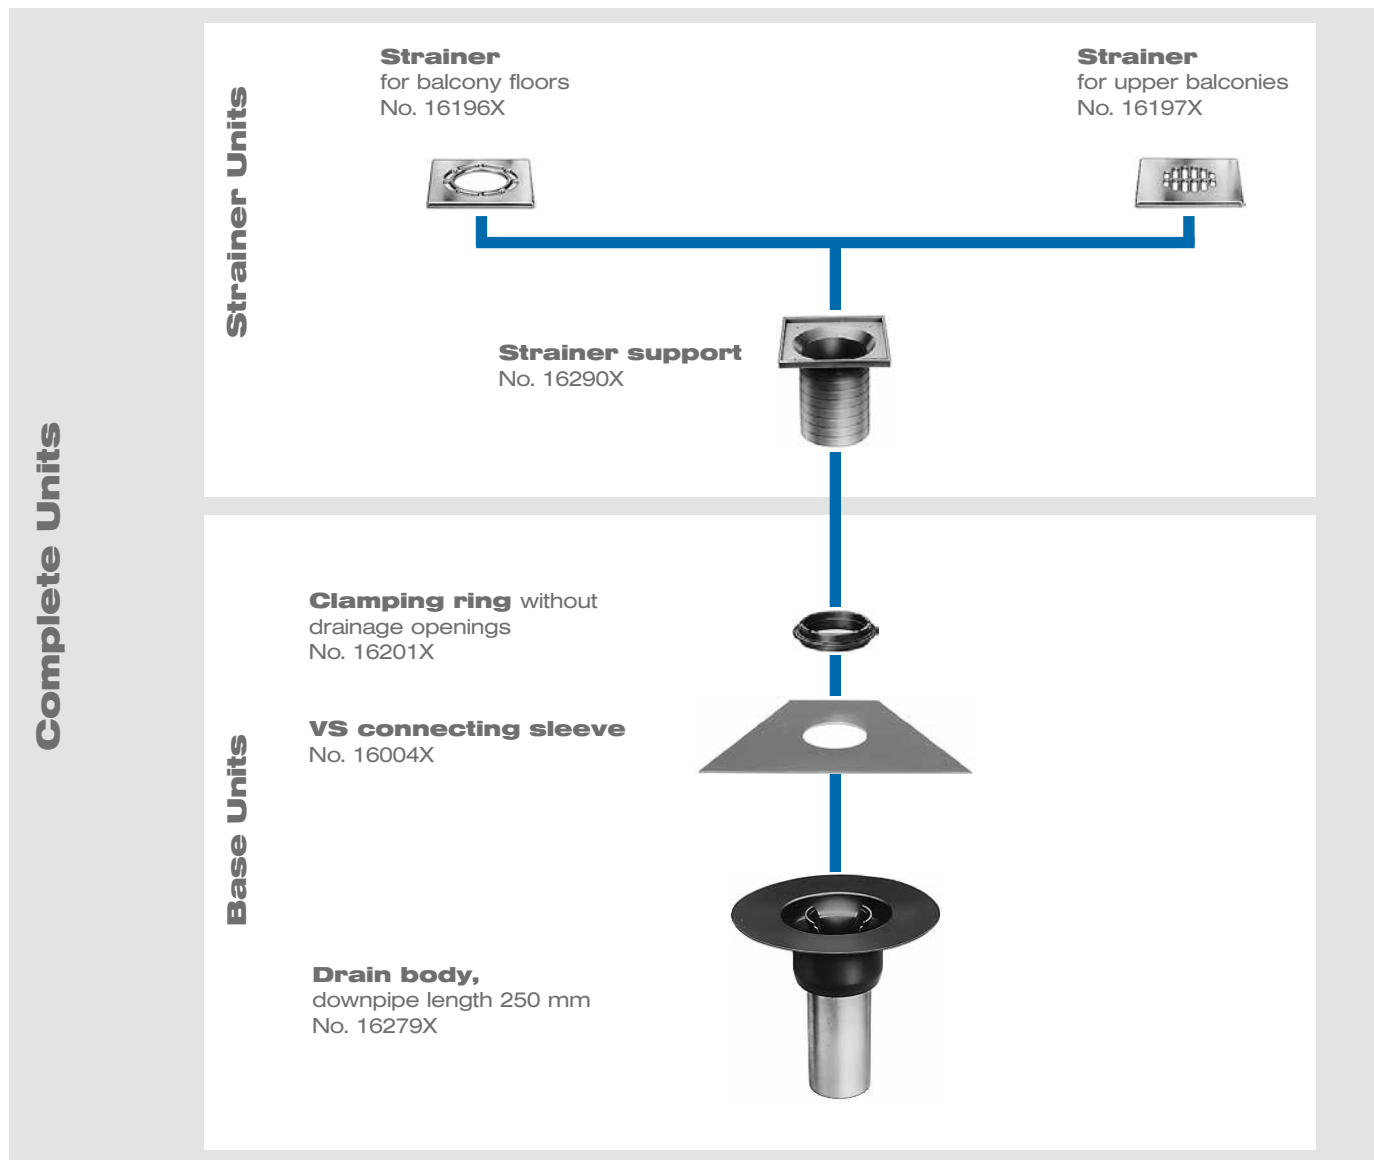 Complete Units
Strainer Units
Strainer
for balcony floors
No. 16196X
Strainer
for upper balconies
No. 16197X
Strainer support
No. 16290X
Base Units
Clamping ring without
drainage openings
No. 16201X
VS connecting sleeve
No. 16004X
Drain body,
downpipe length 250 mm
No. 16279X